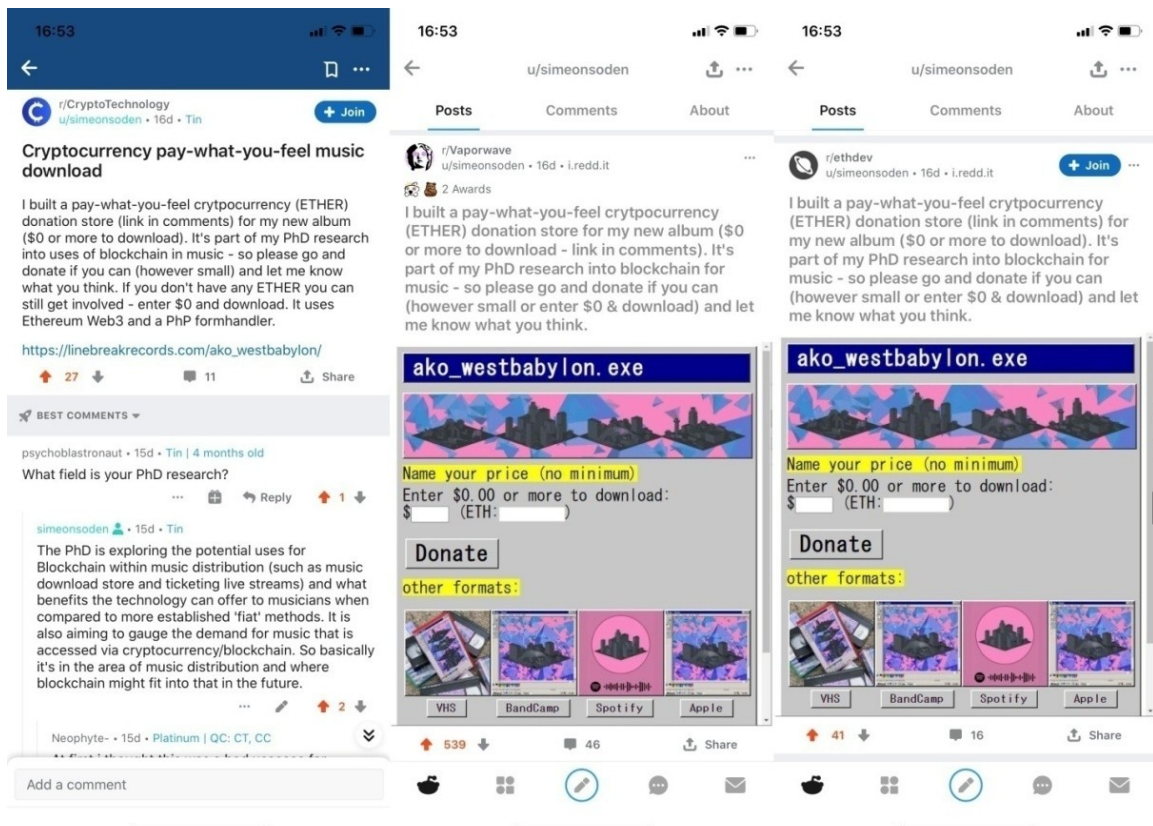 16:53
r/CryptoTechnology
u/simeonsoden • 16d • Tin
+ Join
Cryptocurrency pay-what-you-feel music
download
I built a pay-what-you-feel crytpocurrency (ETHER)
donation store (link in comments) for my new album
($0 or more to download). It's part of my PhD research
into uses of blockchain in music - so please go and
donate if you can (however small) and let me know
what you think. If you don't have any ETHER you can
still get involved - enter $0 and download. It uses
Ethereum Web3 and a PhP formhandler.
https://linebreakrecords.com/ako_westbabylon/
27
11
Share
BEST COMMENTS
psychoblastronaut • 15d • Tin | 4 months old
What field is your PhD research?
Reply
1
simeonsoden • 15d • Tin
The PhD is exploring the potential uses for
Blockchain within music distribution (such as music
download store and ticketing live streams) and what
benefits the technology can offer to musicians when
compared to more established 'fiat' methods. It is
also aiming to gauge the demand for music that is
accessed via cryptocurrency/blockchain. So basically
it's in the area of music distribution and where
blockchain might fit into that in the future.
2
Neophyte- • 15d • Platinum | QC: CT, CC
Add a comment
16:53
u/simeonsoden
Posts
Comments
About
r/Vaporwave
u/simeonsoden • 16d • i.redd.it
2 Awards
I built a pay-what-you-feel crytpocurrency
(ETHER) donation store for my new album ($0
or more to download - link in comments). It's
part of my PhD research into blockchain for
music - so please go and donate if you can
(however small or enter $0 & download) and let
me know what you think.
ako_westbabylon.exe
Name your price (no minimum)
Enter $0.00 or more to download:
$ (ETH: )
Donate
other formats:
VHS
BandCamp
Spotify
Apple
539
46
Share
16:53
u/simeonsoden
Posts
Comments
About
r/ethdev
u/simeonsoden • 16d • i.redd.it
+ Join
I built a pay-what-you-feel crytpocurrency
(ETHER) donation store (link in comments) for
my new album ($0 or more to download). It's
part of my PhD research into blockchain for
music - so please go and donate if you can
(however small or enter $0 & download) and let
me know what you think.
ako_westbabylon.exe
Name your price (no minimum)
Enter $0.00 or more to download:
$ (ETH: )
Donate
other formats:
VHS
BandCamp
Spotify
Apple
41
16
Share